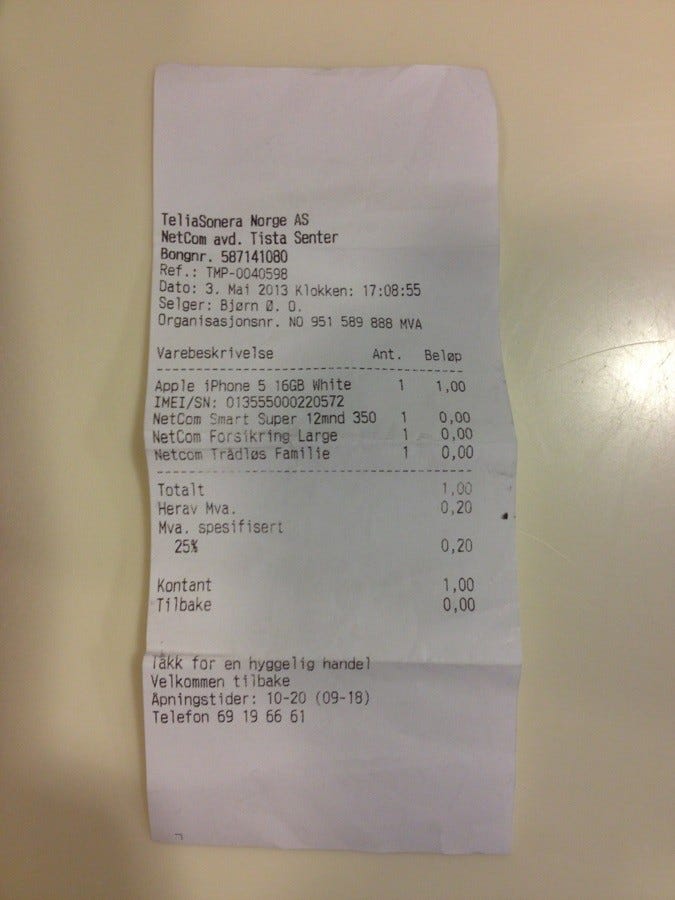 TeliaSonera Norge AS
NetCom avd. Tista Senter
Bongnr. 587141080
Ref.: TMP-0040598
Dato: 3. Mai 2013 Klokken: 17:08:55
Selger: Bjørn Ø. O.
Organisasjonsnr. NO 951 589 888 MVA
Varebeskrivelse Ant. Beløp
Apple iPhone 5 16GB White 1 1,00
IMEI/SN: 013555000220572
NetCom Smart Super 12mnd 350 1 0,00
NetCom Forsikring Large 1 0,00
Netcom Trådløs Familie 1 0,00
Totalt 1,00
Herav Mva. 0,20
Mva. spesifisert
25% 0,20
Kontant 1,00
Tilbake 0,00
Takk for en hyggelig handel
Velkommen tilbake
Åpningstider: 10-20 (09-18)
Telefon 69 19 66 61